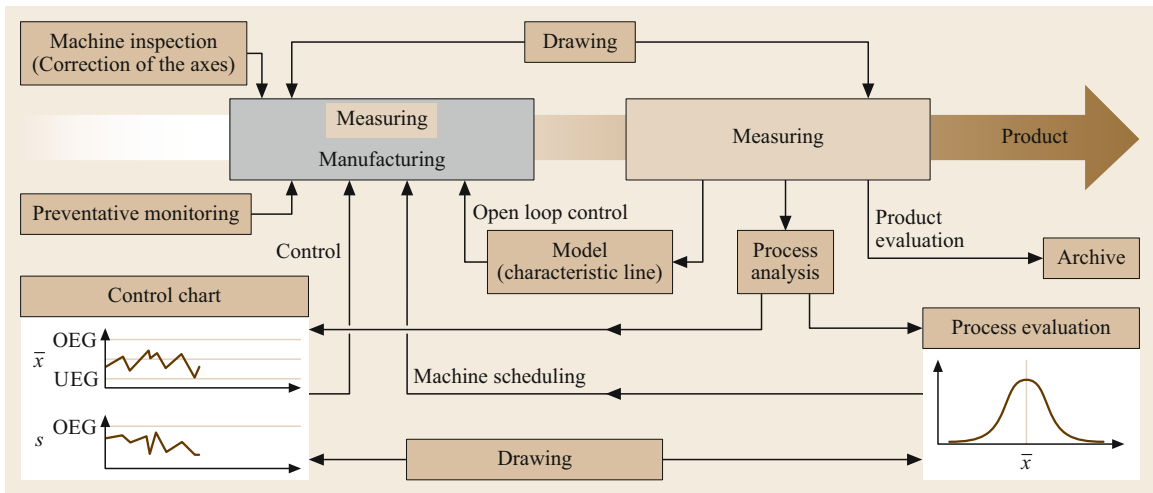 Machine inspection
(Correction of the axes)
Drawing
Measuring
Manufacturing
Measuring
Product
Preventative monitoring
Open loop control
Control
Model
(characteristic line)
Process
analysis
Product
evaluation
Archive
Control chart
OEG
x̅
UEG
OEG
s
Process evaluation
x̅
Machine scheduling
Drawing